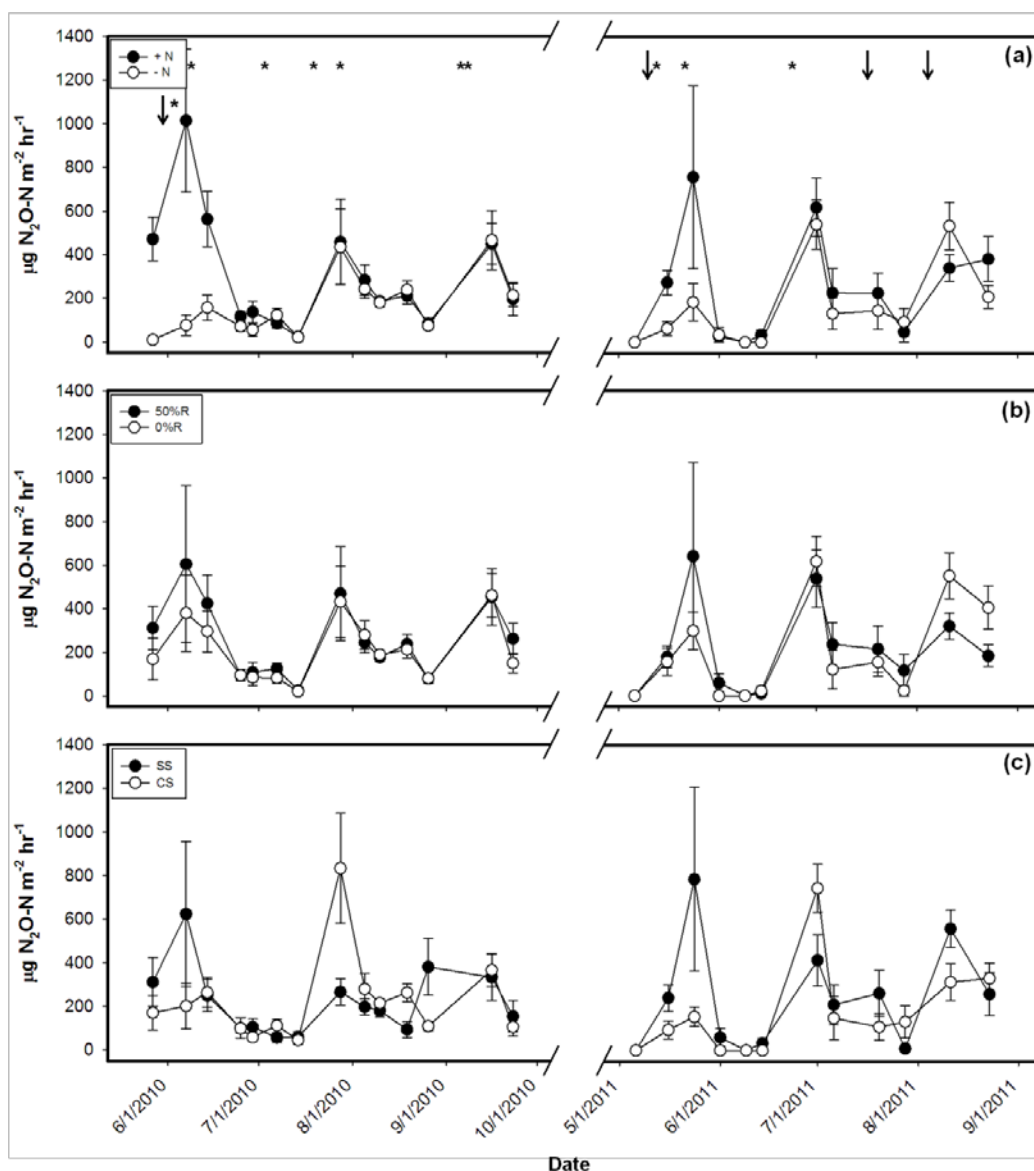 1400
1200
1000
800
600
400
200
0
µg N2O-N m-2 hr-1
+ N
- N
(a)
* * * * * ** * * *
1400
1200
1000
800
600
400
200
0
µg N2O-N m-2 hr-1
50%R
0%R
(b)
1400
1200
1000
800
600
400
200
0
µg N2O-N m-2 hr-1
SS
CS
(c)
6/1/2010
7/1/2010
8/1/2010
9/1/2010
10/1/2010
5/1/2011
6/1/2011
7/1/2011
8/1/2011
9/1/2011
Date